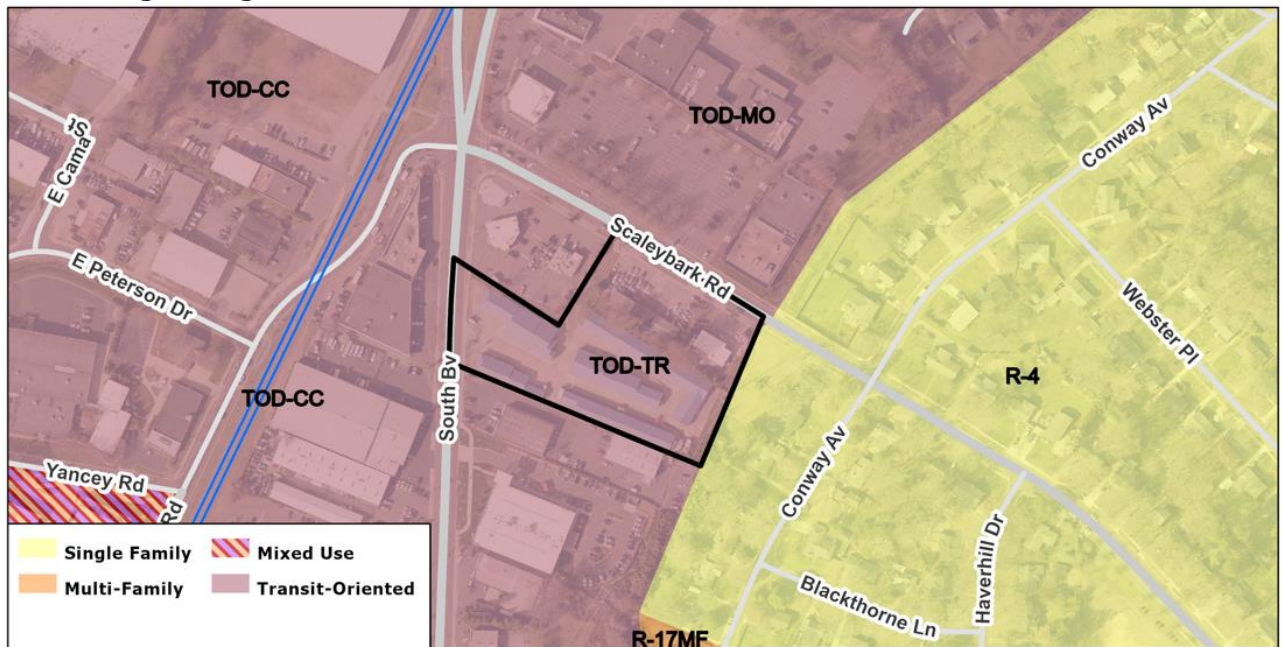 TOD-CC
TOD-MO
Conway Av
E Cama St
Scaleybark Rd
E Peterson Dr
Webster Pl
TOD-TR
R-4
TOD-CC
South Bv
Conway Av
Yancey Rd
Rd
Haverhill Dr
Blackthorne Ln
R-17MF
Single Family
Mixed Use
Multi-Family
Transit-Oriented